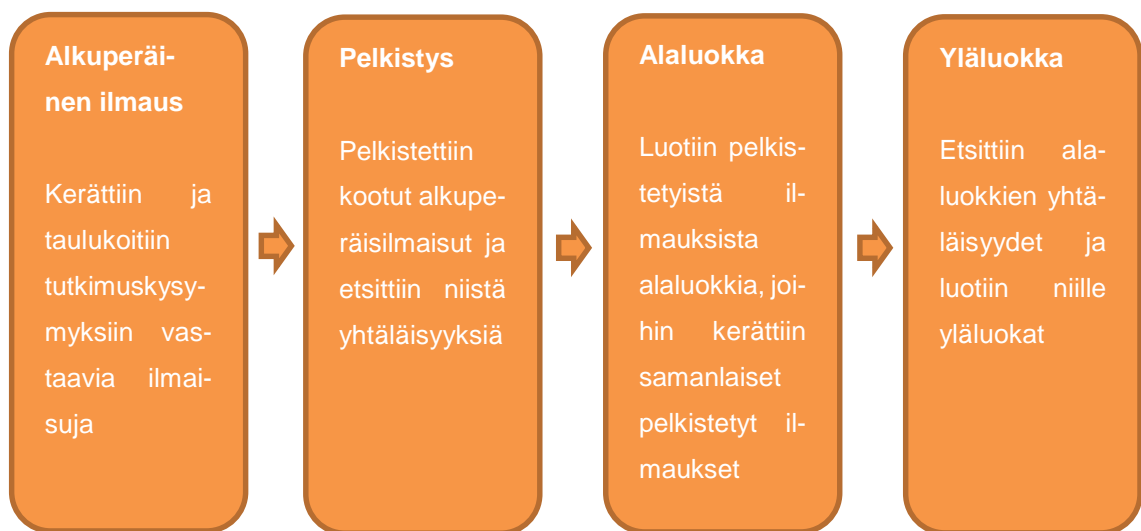 Alkuperäi-
nen ilmaus
Kerättiin ja
taulukoitiin
tutkimuskysy-
myksiin vas-
taavia ilmai-
suja
Pelkistys
Pelkistettiin
kootut alkupe-
räisilmaisut ja
etsittiin niistä
yhtäläisyyksiä
Alaluokka
Luotiin pelkis-
tetyistä il-
mauksista
alaluokkia, joi-
hin kerättiin
samanlaiset
pelkistetyt il-
maukset
Yläluokka
Etsittiin ala-
luokkien yhtä-
läisyydet ja
luotiin niille
yläluokat